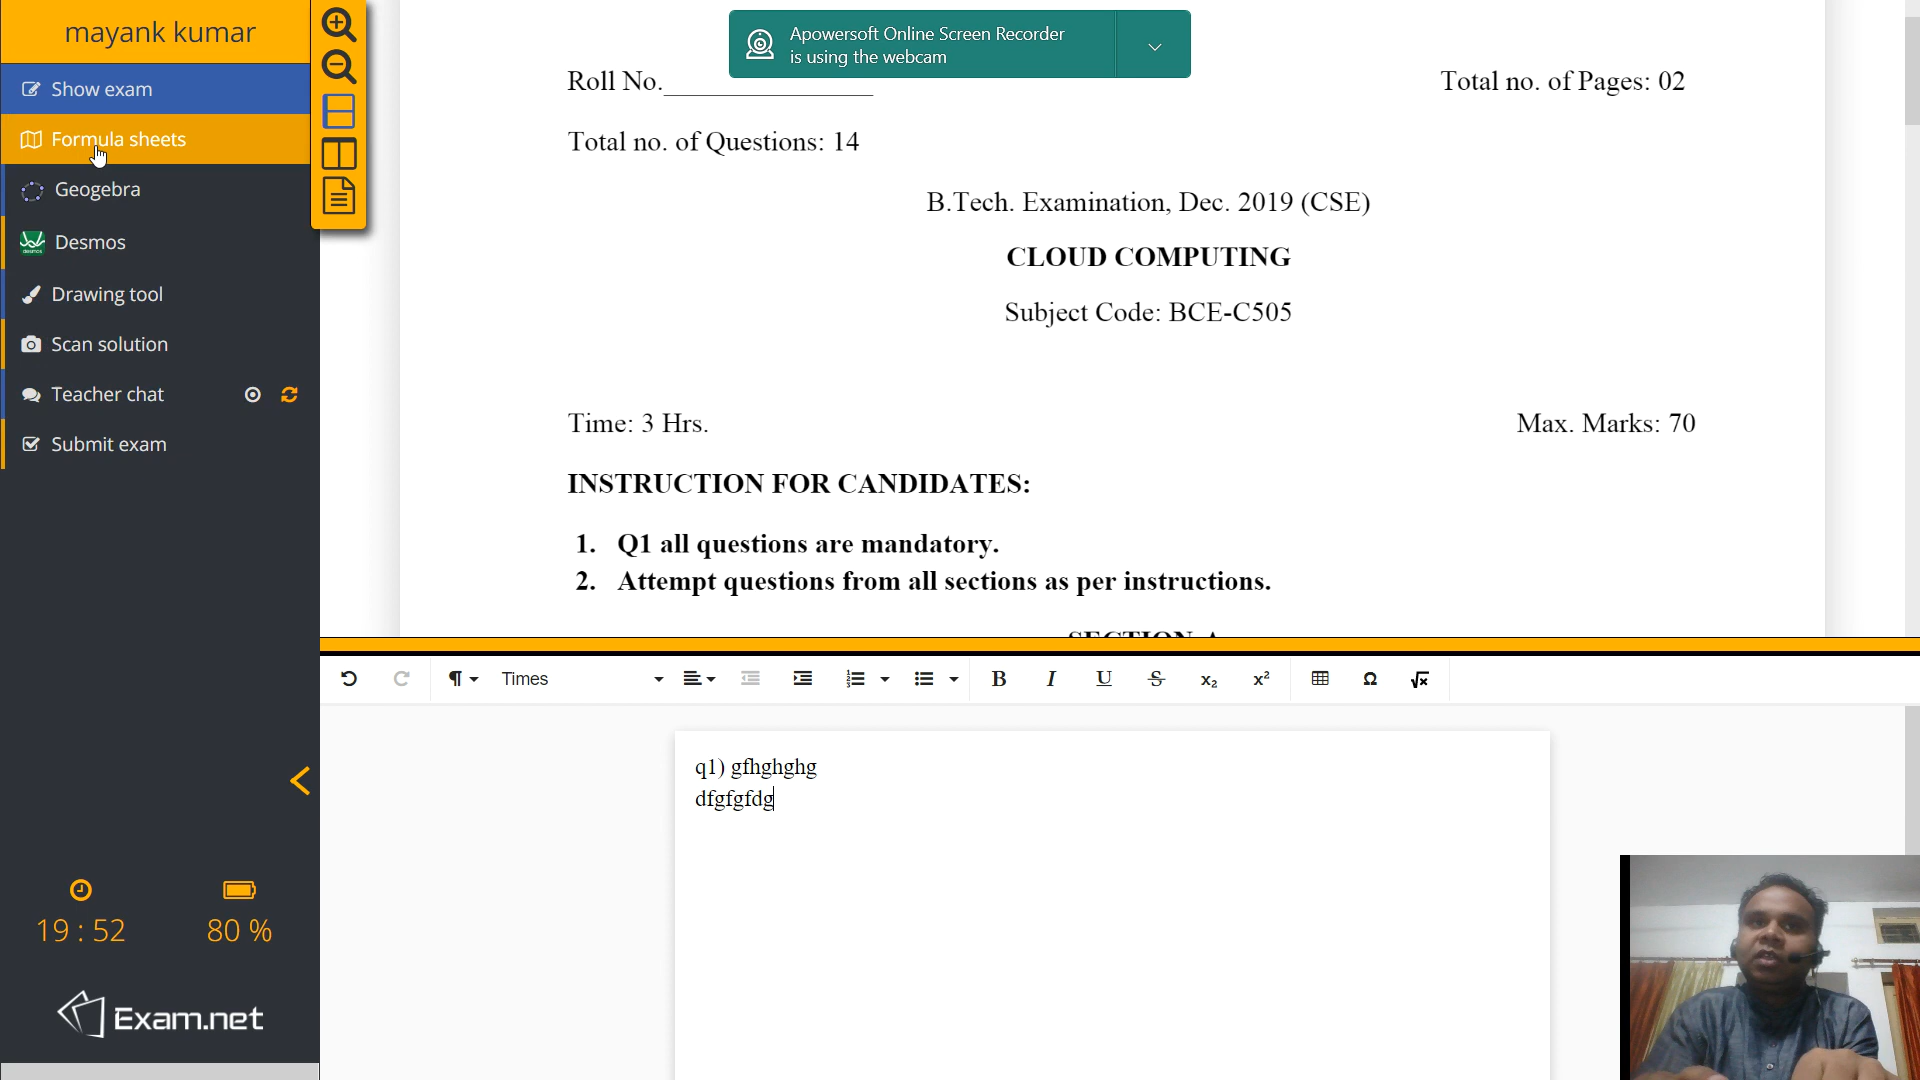 mayank kumar
Show exam
Formula sheets
Geogebra
desmos
Desmos
Drawing tool
Scan solution
Teacher chat
Submit exam
19 : 52
80 %
Exam.net
Apowersoft Online Screen Recorder
is using the webcam
Roll No.
Total no. of Pages: 02
Total no. of Questions: 14
B.Tech. Examination, Dec. 2019 (CSE)
CLOUD COMPUTING
Subject Code: BCE-C505
Time: 3 Hrs.
Max. Marks: 70
INSTRUCTION FOR CANDIDATES:
1. Q1 all questions are mandatory.
2. Attempt questions from all sections as per instructions.
SECTION A
Times
q1) gfhghghg
dfgfgfdg